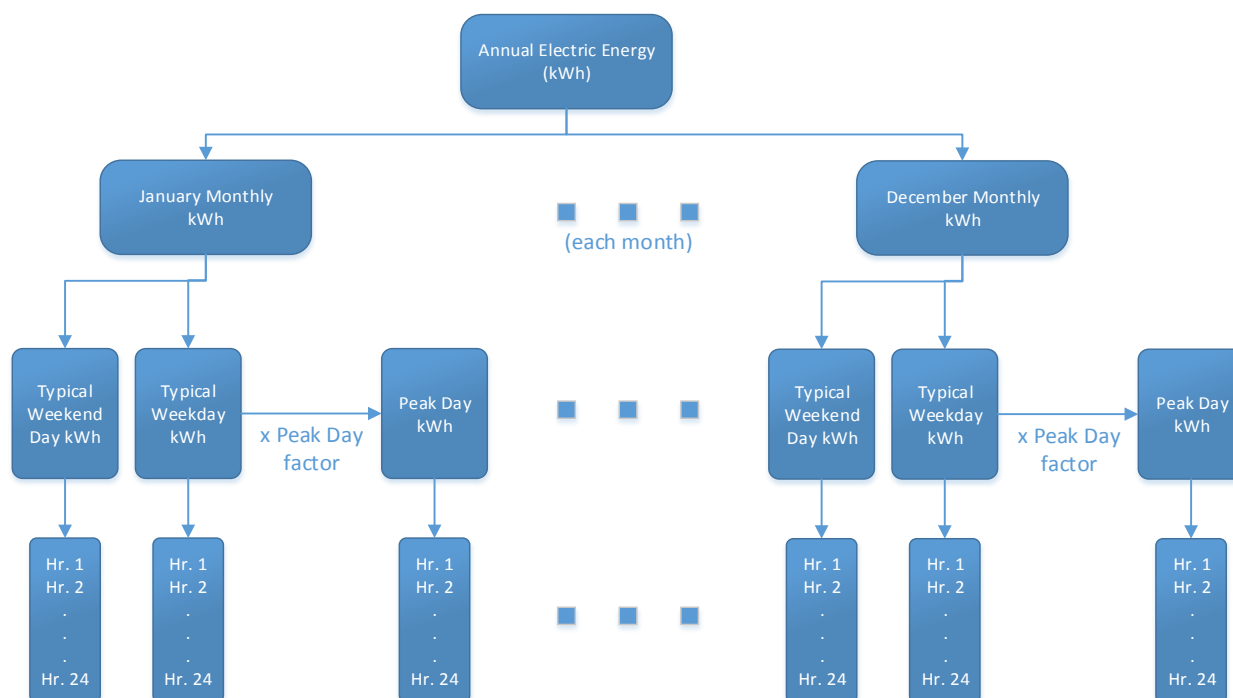 Annual Electric Energy
(kWh)
January Monthly
kWh
(each month)
December Monthly
kWh
Typical
Weekend
Day kWh
Typical
Weekday
kWh
x Peak Day
factor
Peak Day
kWh
Typical
Weekend
Day kWh
Typical
Weekday
kWh
x Peak Day
factor
Peak Day
kWh
Hr. 1
Hr. 2
.
.
.
Hr. 24
Hr. 1
Hr. 2
.
.
.
Hr. 24
Hr. 1
Hr. 2
.
.
.
Hr. 24
Hr. 1
Hr. 2
.
.
.
Hr. 24
Hr. 1
Hr. 2
.
.
.
Hr. 24
Hr. 1
Hr. 2
.
.
.
Hr. 24